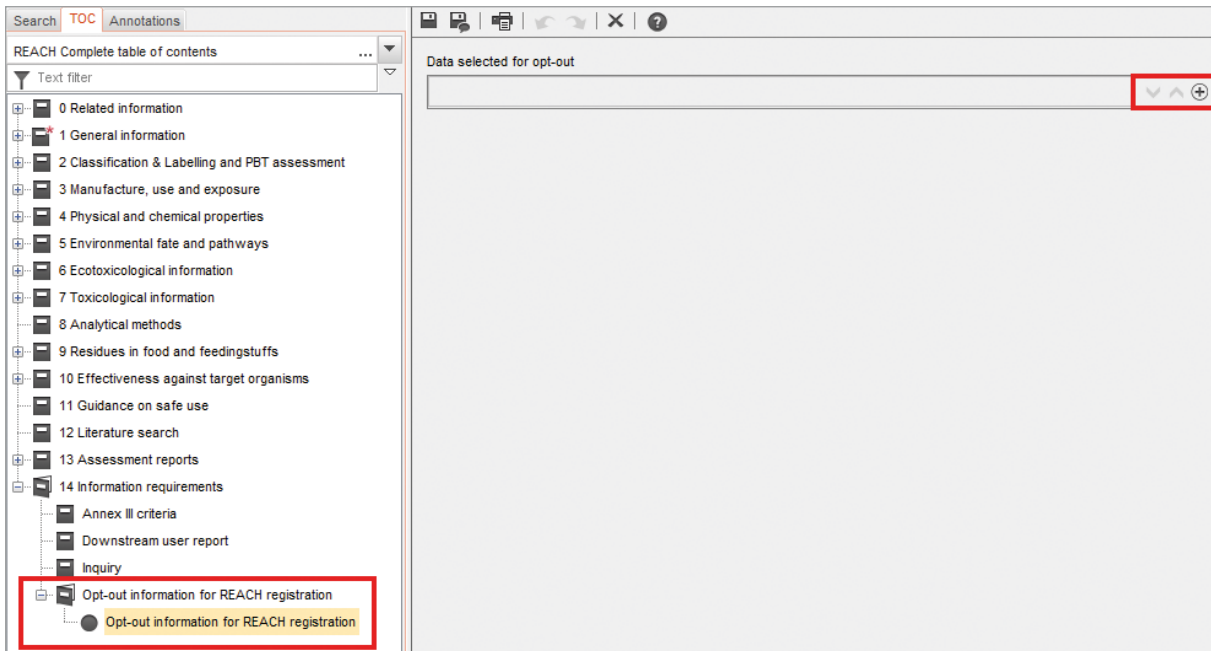 Search TOC Annotations
REACH Complete table of contents ...
Text filter
0 Related information
1 General information
2 Classification & Labelling and PBT assessment
3 Manufacture, use and exposure
4 Physical and chemical properties
5 Environmental fate and pathways
6 Ecotoxicological information
7 Toxicological information
8 Analytical methods
9 Residues in food and feedingstuffs
10 Effectiveness against target organisms
11 Guidance on safe use
12 Literature search
13 Assessment reports
14 Information requirements
Annex III criteria
Downstream user report
Inquiry
Opt-out information for REACH registration
Opt-out information for REACH registration
Data selected for opt-out